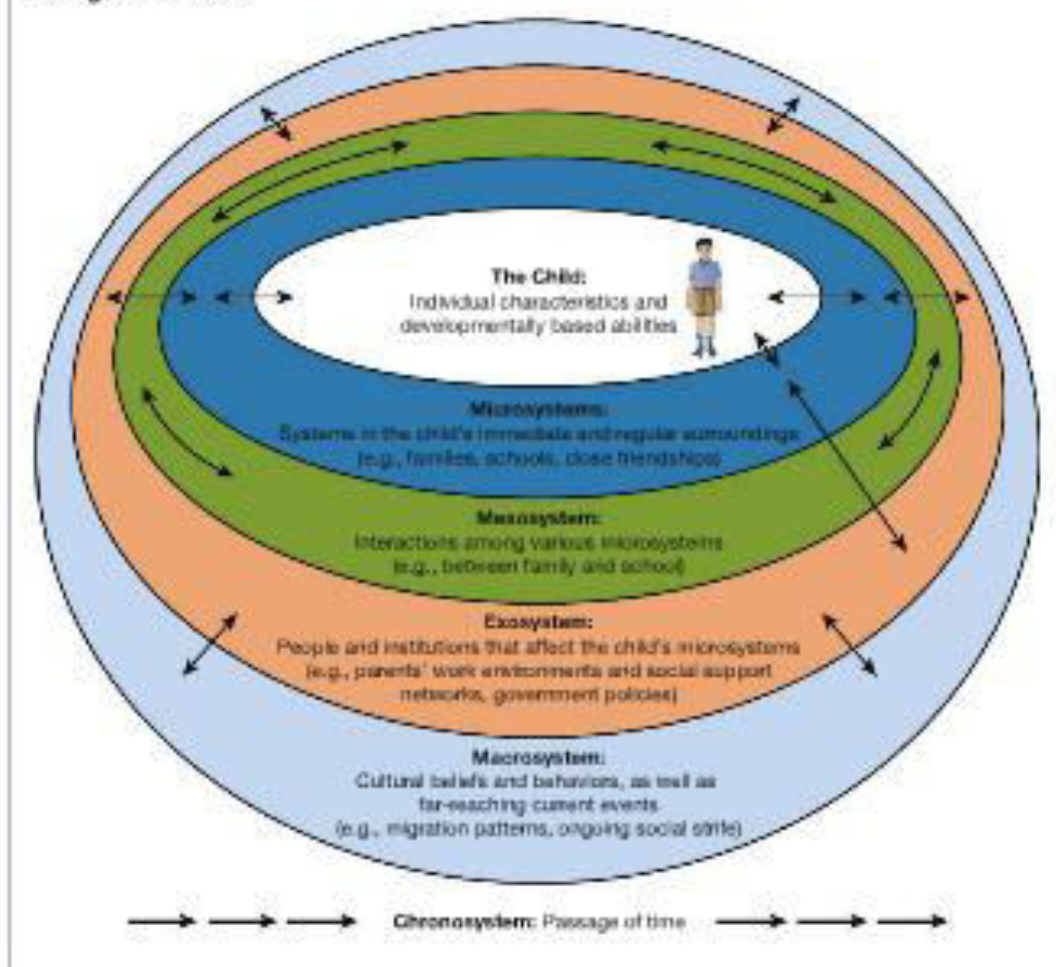 The Child:
Individual characteristics and
developmentally based abilities
Microsystems:
Systems in the child's immediate and regular surroundings
(e.g., families, schools, close friendships)
Mesosystem:
Interactions among various microsystems
(e.g., between family and school)
Exosystem:
People and institutions that affect the child's microsystems
(e.g., parents' work environments and social support
networks, government policies)
Macrosystem:
Cultural beliefs and behaviors, as well as
far-reaching current events
(e.g., migration patterns, ongoing social strife)
Chronosystem: Passage of time